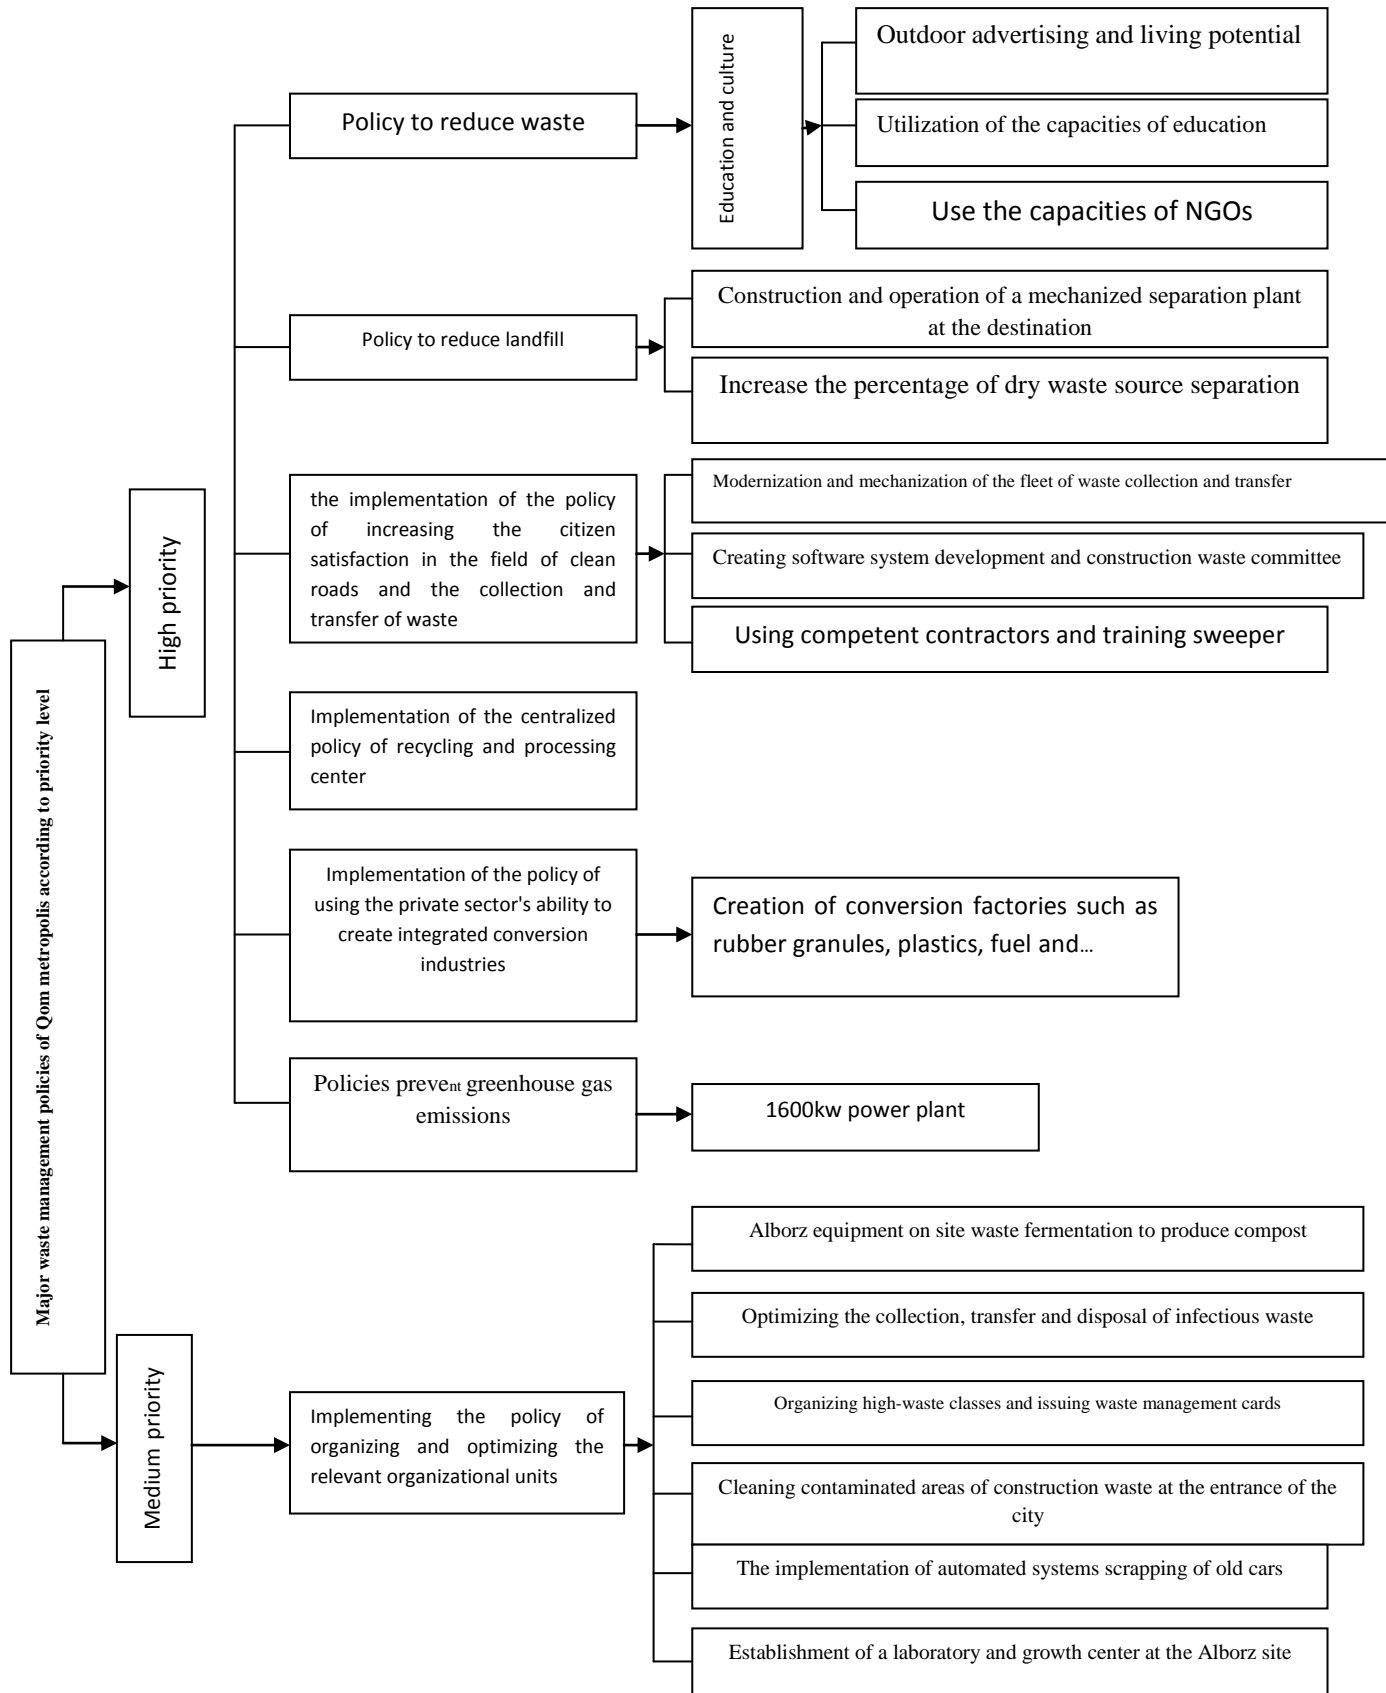 Major waste management policies of Qom metropolis according to priority level
High priority
Policy to reduce waste
Education and culture
Outdoor advertising and living potential
Utilization of the capacities of education
Use the capacities of NGOs
Policy to reduce landfill
Construction and operation of a mechanized separation plant
at the destination
Increase the percentage of dry waste source separation
the implementation of the policy
of increasing the citizen
satisfaction in the field of clean
roads and the collection and
transfer of waste
Modernization and mechanization of the fleet of waste collection and transfer
Creating software system development and construction waste committee
Using competent contractors and training sweeper
Implementation of the centralized
policy of recycling and processing
center
Implementation of the policy of
using the private sector's ability to
create integrated conversion
industries
Creation of conversion factories such as
rubber granules, plastics, fuel and...
Policies prevent greenhouse gas
emissions
1600kw power plant
Medium priority
Implementing the policy of
organizing and optimizing the
relevant organizational units
Alborz equipment on site waste fermentation to produce compost
Optimizing the collection, transfer and disposal of infectious waste
Organizing high-waste classes and issuing waste management cards
Cleaning contaminated areas of construction waste at the entrance of the
city
The implementation of automated systems scrapping of old cars
Establishment of a laboratory and growth center at the Alborz site